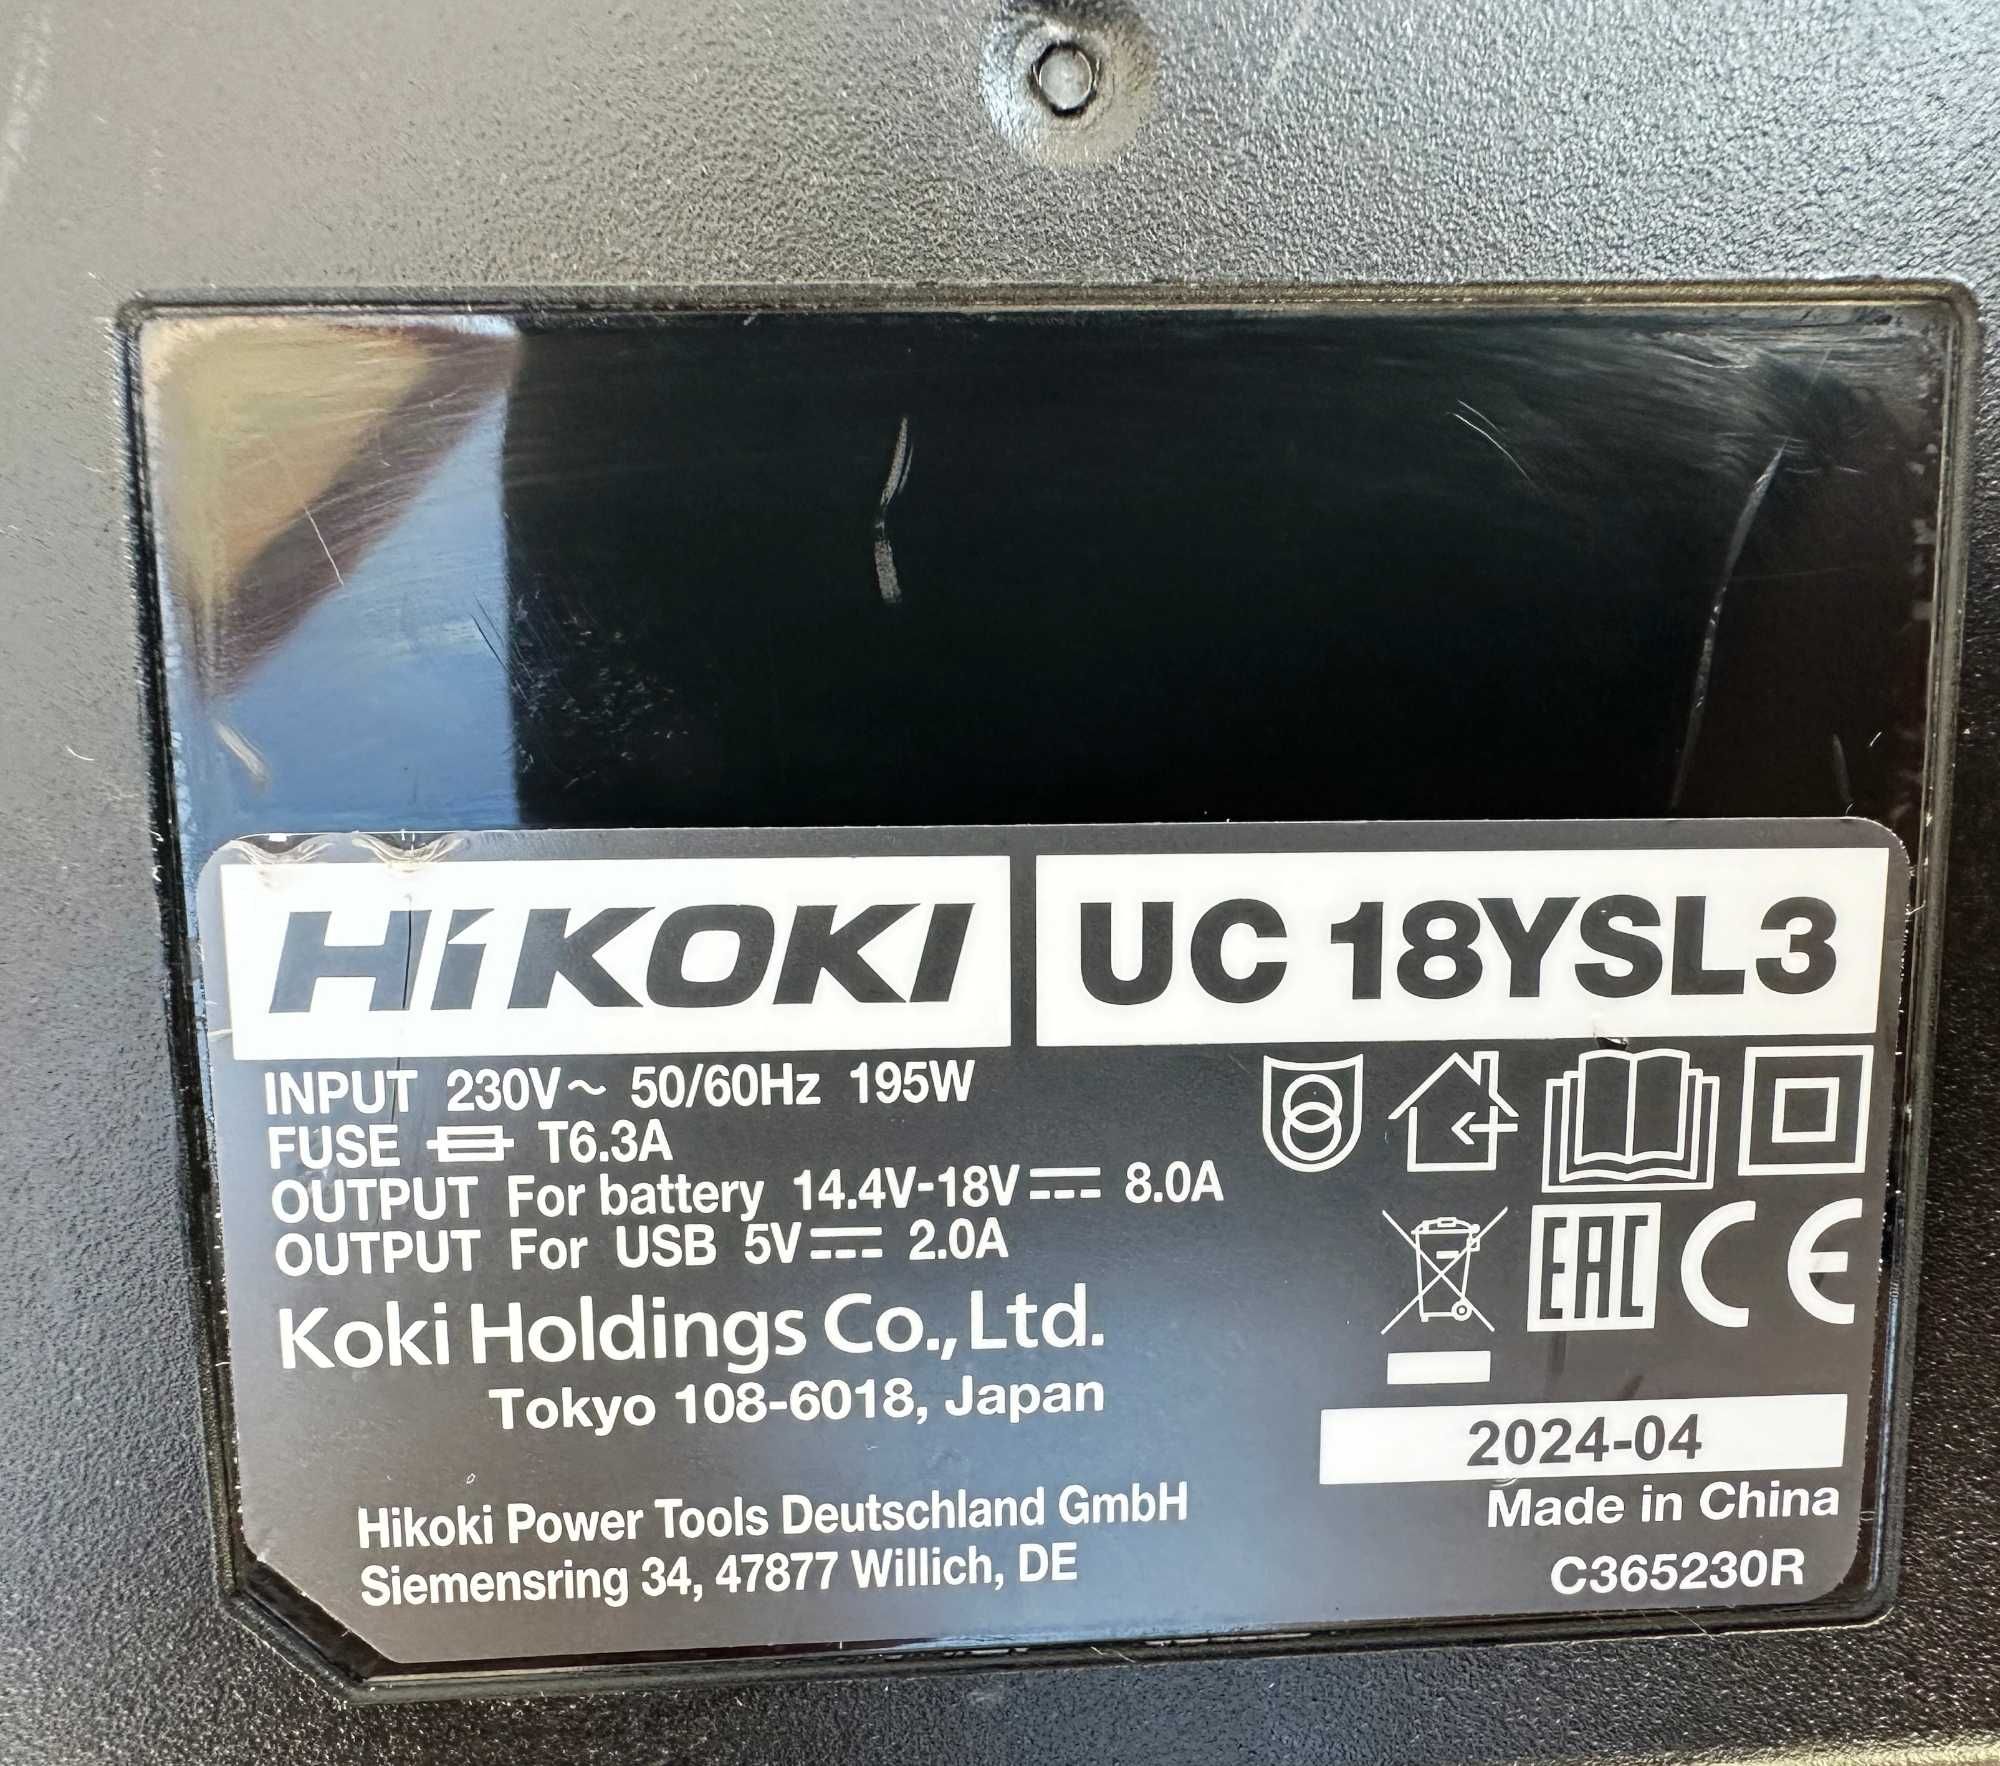 HiKOKI
UC 18YSL3
INPUT 230V~ 50/60Hz 195W
FUSE T6.3A
OUTPUT For battery 14.4V-18V⎓ 8.0A
OUTPUT For USB 5V⎓ 2.0A
Koki Holdings Co., Ltd.
Tokyo 108-6018, Japan
Hikoki Power Tools Deutschland GmbH
Siemensring 34, 47877 Willich, DE
EAC CE
2024-04
Made in China
C365230R